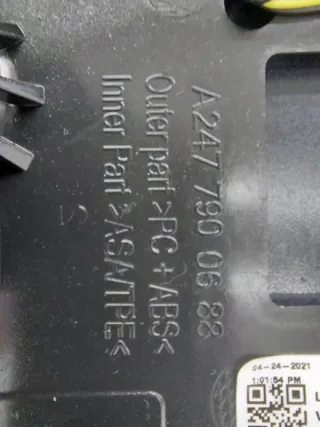 A247 790 06 88
Outer part >PC + ABS<
Inner Part >ASA/TPE<
04-24-2021
1:01:54 PM